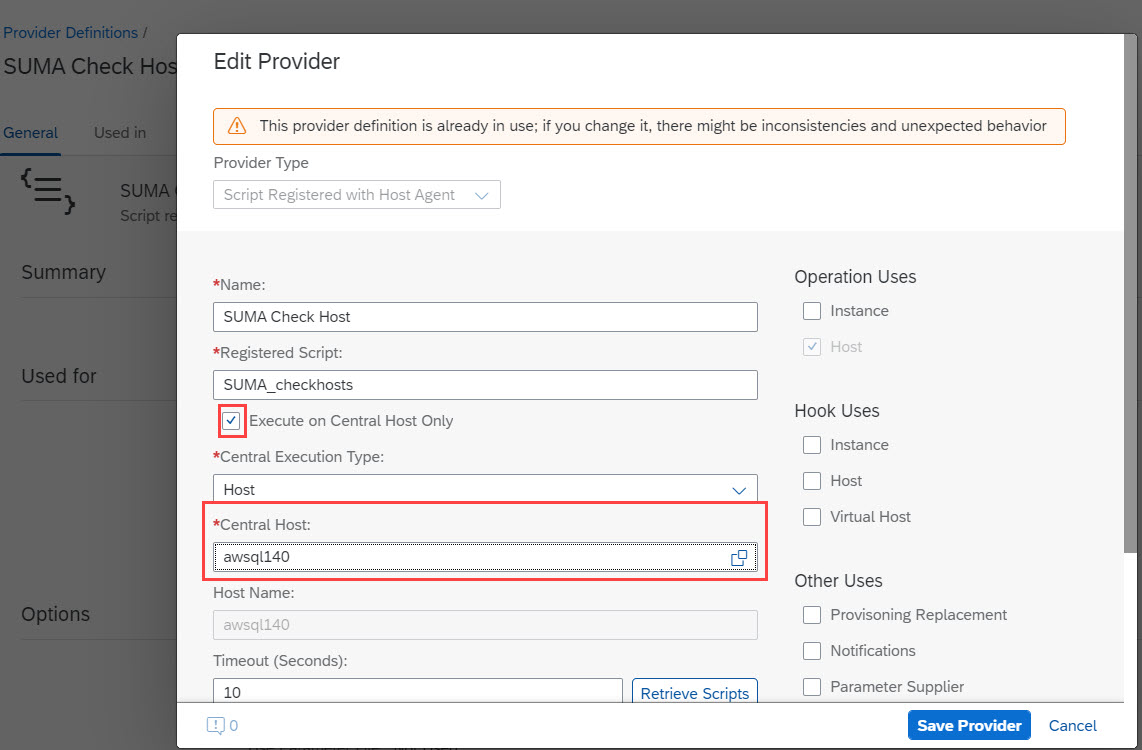 Provider Definitions /
SUMA Check Hos
General
Used in
SUMA
Script re
Summary
Used for
Options
Edit Provider
This provider definition is already in use; if you change it, there might be inconsistencies and unexpected behavior
Provider Type
Script Registered with Host Agent
*Name:
SUMA Check Host
*Registered Script:
SUMA_checkhosts
Execute on Central Host Only
*Central Execution Type:
Host
*Central Host:
awsql140
Host Name:
awsql140
Timeout (Seconds):
10
Retrieve Scripts
Operation Uses
Instance
Host
Hook Uses
Instance
Host
Virtual Host
Other Uses
Provisoning Replacement
Notifications
Parameter Supplier
0
Save Provider
Cancel